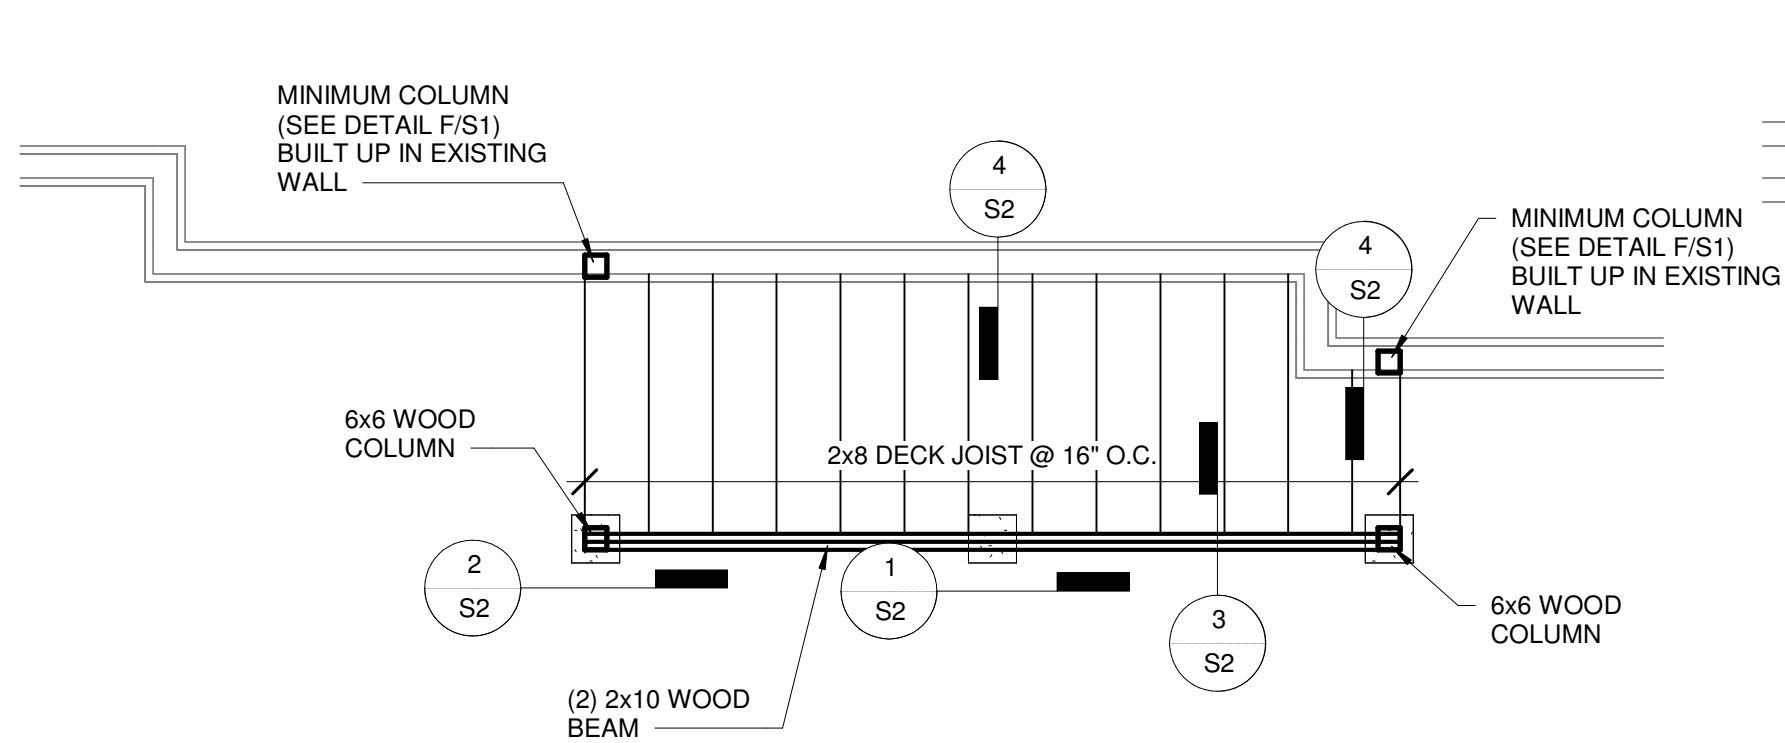 MINIMUM COLUMN
(SEE DETAIL F/S1)
BUILT UP IN EXISTING
WALL
4
S2
MINIMUM COLUMN
(SEE DETAIL F/S1)
BUILT UP IN EXISTING
WALL
4
S2
6x6 WOOD
COLUMN
2x8 DECK JOIST @ 16" O.C.
2
S2
1
S2
3
S2
6x6 WOOD
COLUMN
(2) 2x10 WOOD
BEAM